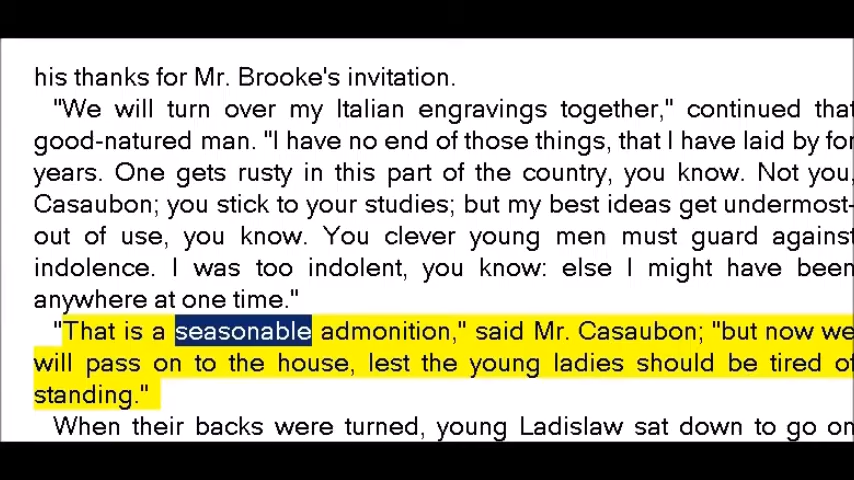 his thanks for Mr. Brooke's invitation.
"We will turn over my Italian engravings together," continued that
good-natured man. "I have no end of those things, that I have laid by for
years. One gets rusty in this part of the country, you know. Not you,
Casaubon; you stick to your studies; but my best ideas get undermost-
out of use, you know. You clever young men must guard against
indolence. I was too indolent, you know: else I might have been
anywhere at one time."
"That is a seasonable admonition," said Mr. Casaubon; "but now we
will pass on to the house, lest the young ladies should be tired of
standing."
When their backs were turned, young Ladislaw sat down to go on